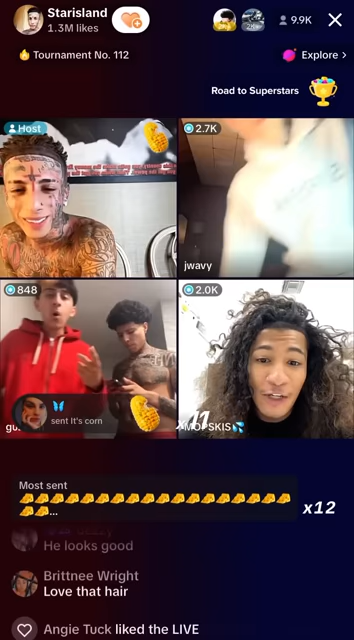 Starisland
1.3M likes
9.9K
Tournament No. 112
Explore >
Road to Superstars
Host
2.7K
jwavy
848
2.0K
sent It's corn
MOPSKIS
Most sent
... x12
He looks good
Brittnee Wright
Love that hair
Angie Tuck liked the LIVE